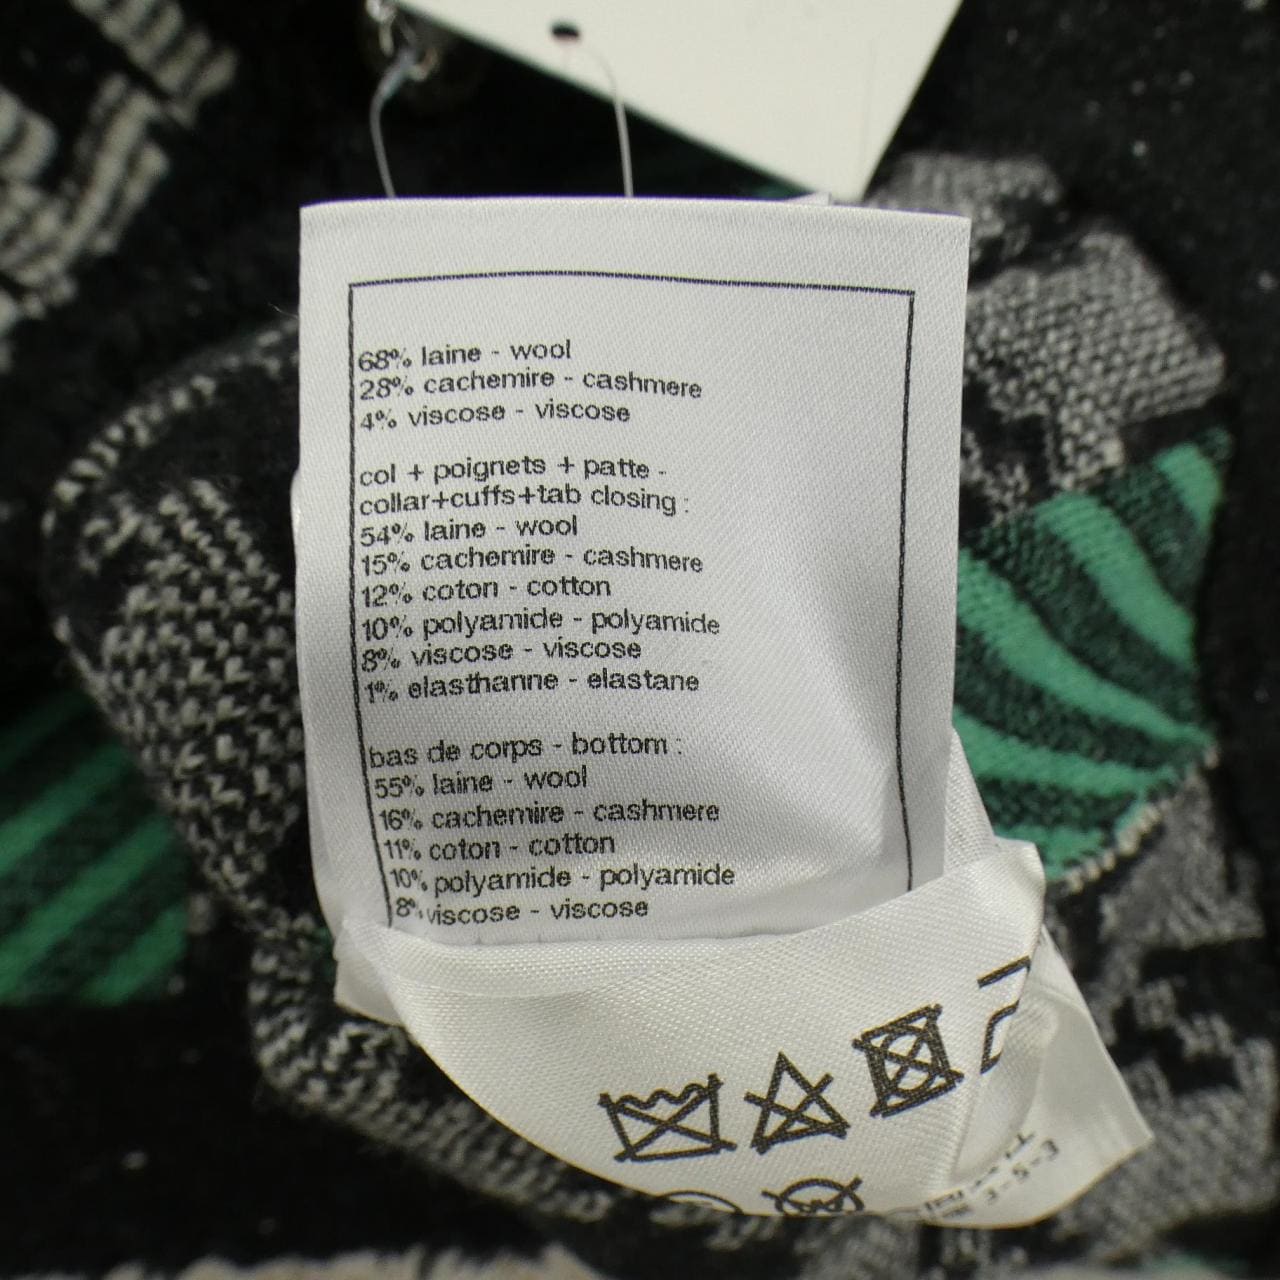 68% laine - wool
28% cachemire - cashmere
4% viscose - viscose
col + poignets + patte -
collar+cuffs+tab closing :
54% laine - wool
15% cachemire - cashmere
12% coton - cotton
10% polyamide - polyamide
8% viscose - viscose
1% elasthanne - elastane
bas de corps - bottom :
55% laine - wool
16% cachemire - cashmere
11% coton - cotton
10% polyamide - polyamide
8% viscose - viscose